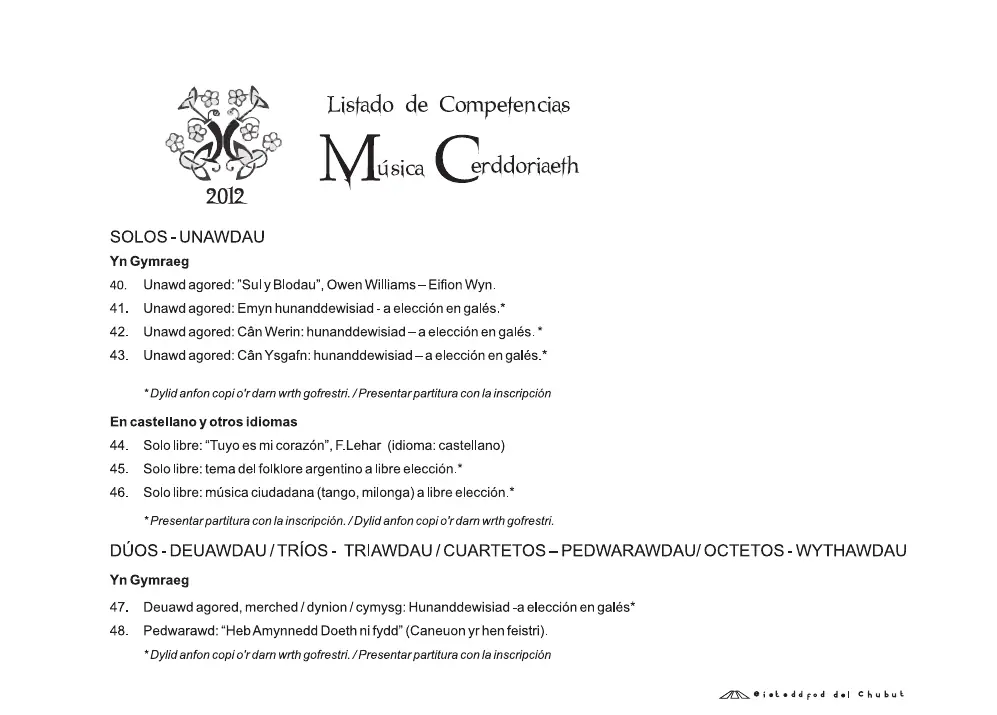 Listado de Competencias
Música Cerddoriaeth
2012
SOLOS - UNAWDAU
Yn Gymraeg
40. Unawd agored: "Sul y Blodau", Owen Williams – Eifion Wyn.
41. Unawd agored: Emyn hunanddewisiad - a elección en galés.*
42. Unawd agored: Cân Werin: hunanddewisiad – a elección en galés. *
43. Unawd agored: Cân Ysgafn: hunanddewisiad – a elección en galés.*
* Dylid anfon copi o'r darn wrth gofrestri. / Presentar partitura con la inscripción
En castellano y otros idiomas
44. Solo libre: “Tuyo es mi corazón”, F.Lehar (idioma: castellano)
45. Solo libre: tema del folklore argentino a libre elección.*
46. Solo libre: música ciudadana (tango, milonga) a libre elección.*
* Presentar partitura con la inscripción. / Dylid anfon copi o'r darn wrth gofrestri.
DÚOS - DEUAWDAU / TRÍOS - TRIAWDAU / CUARTETOS – PEDWARAWDAU/ OCTETOS - WYTHAWDAU
Yn Gymraeg
47. Deuawd agored, merched / dynion / cymysg: Hunanddewisiad -a elección en galés*
48. Pedwarawd: “Heb Amynnedd Doeth ni fydd” (Caneuon yr hen feistri).
* Dylid anfon copi o'r darn wrth gofrestri. / Presentar partitura con la inscripción
eisteddfod del Chubut